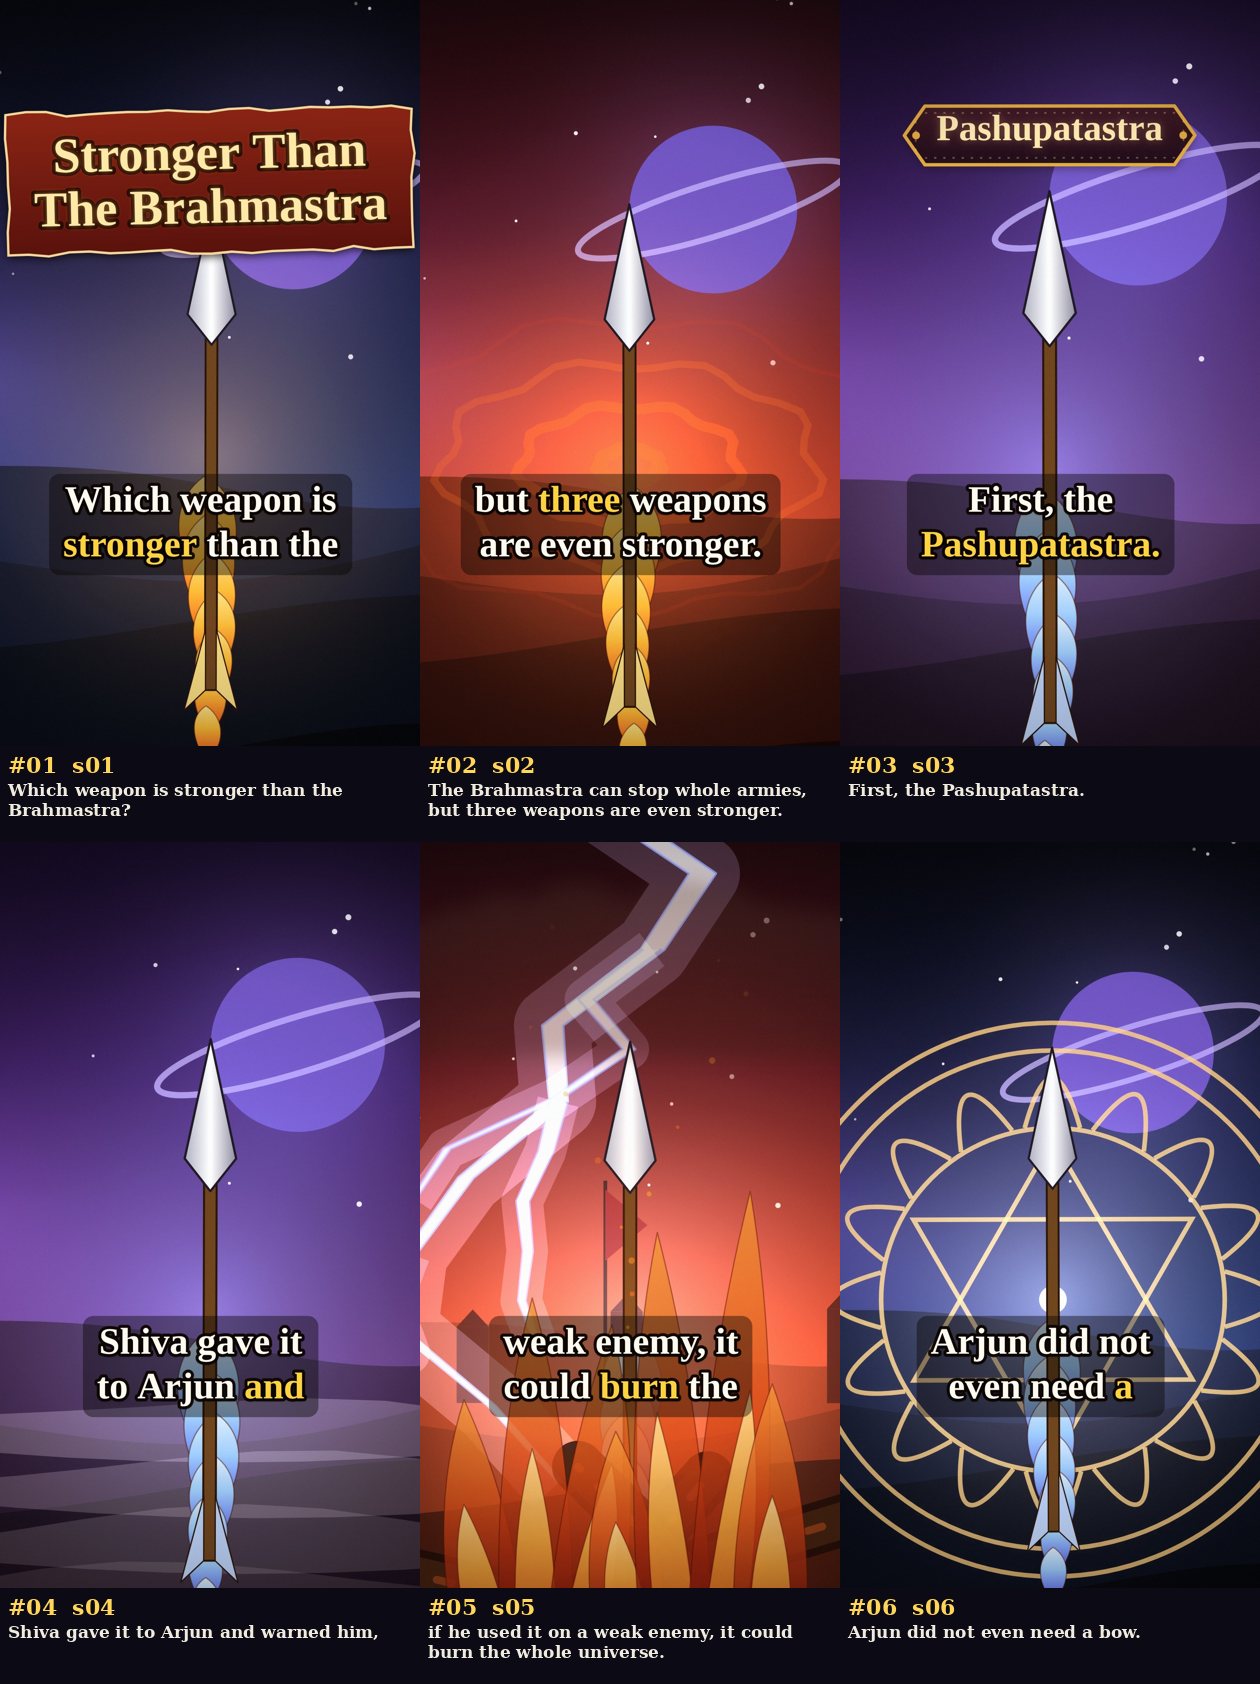 Stronger Than
The Brahmastra
Which weapon is
stronger than the
#01 s01
Which weapon is stronger than the
Brahmastra?
but three weapons
are even stronger.
#02 s02
The Brahmastra can stop whole armies,
but three weapons are even stronger.
Pashupatastra
First, the
Pashupatastra.
#03 s03
First, the Pashupatastra.
Shiva gave it
to Arjun and
#04 s04
Shiva gave it to Arjun and warned him,
weak enemy, it
could burn the
#05 s05
if he used it on a weak enemy, it could
burn the whole universe.
Arjun did not
even need a
#06 s06
Arjun did not even need a bow.